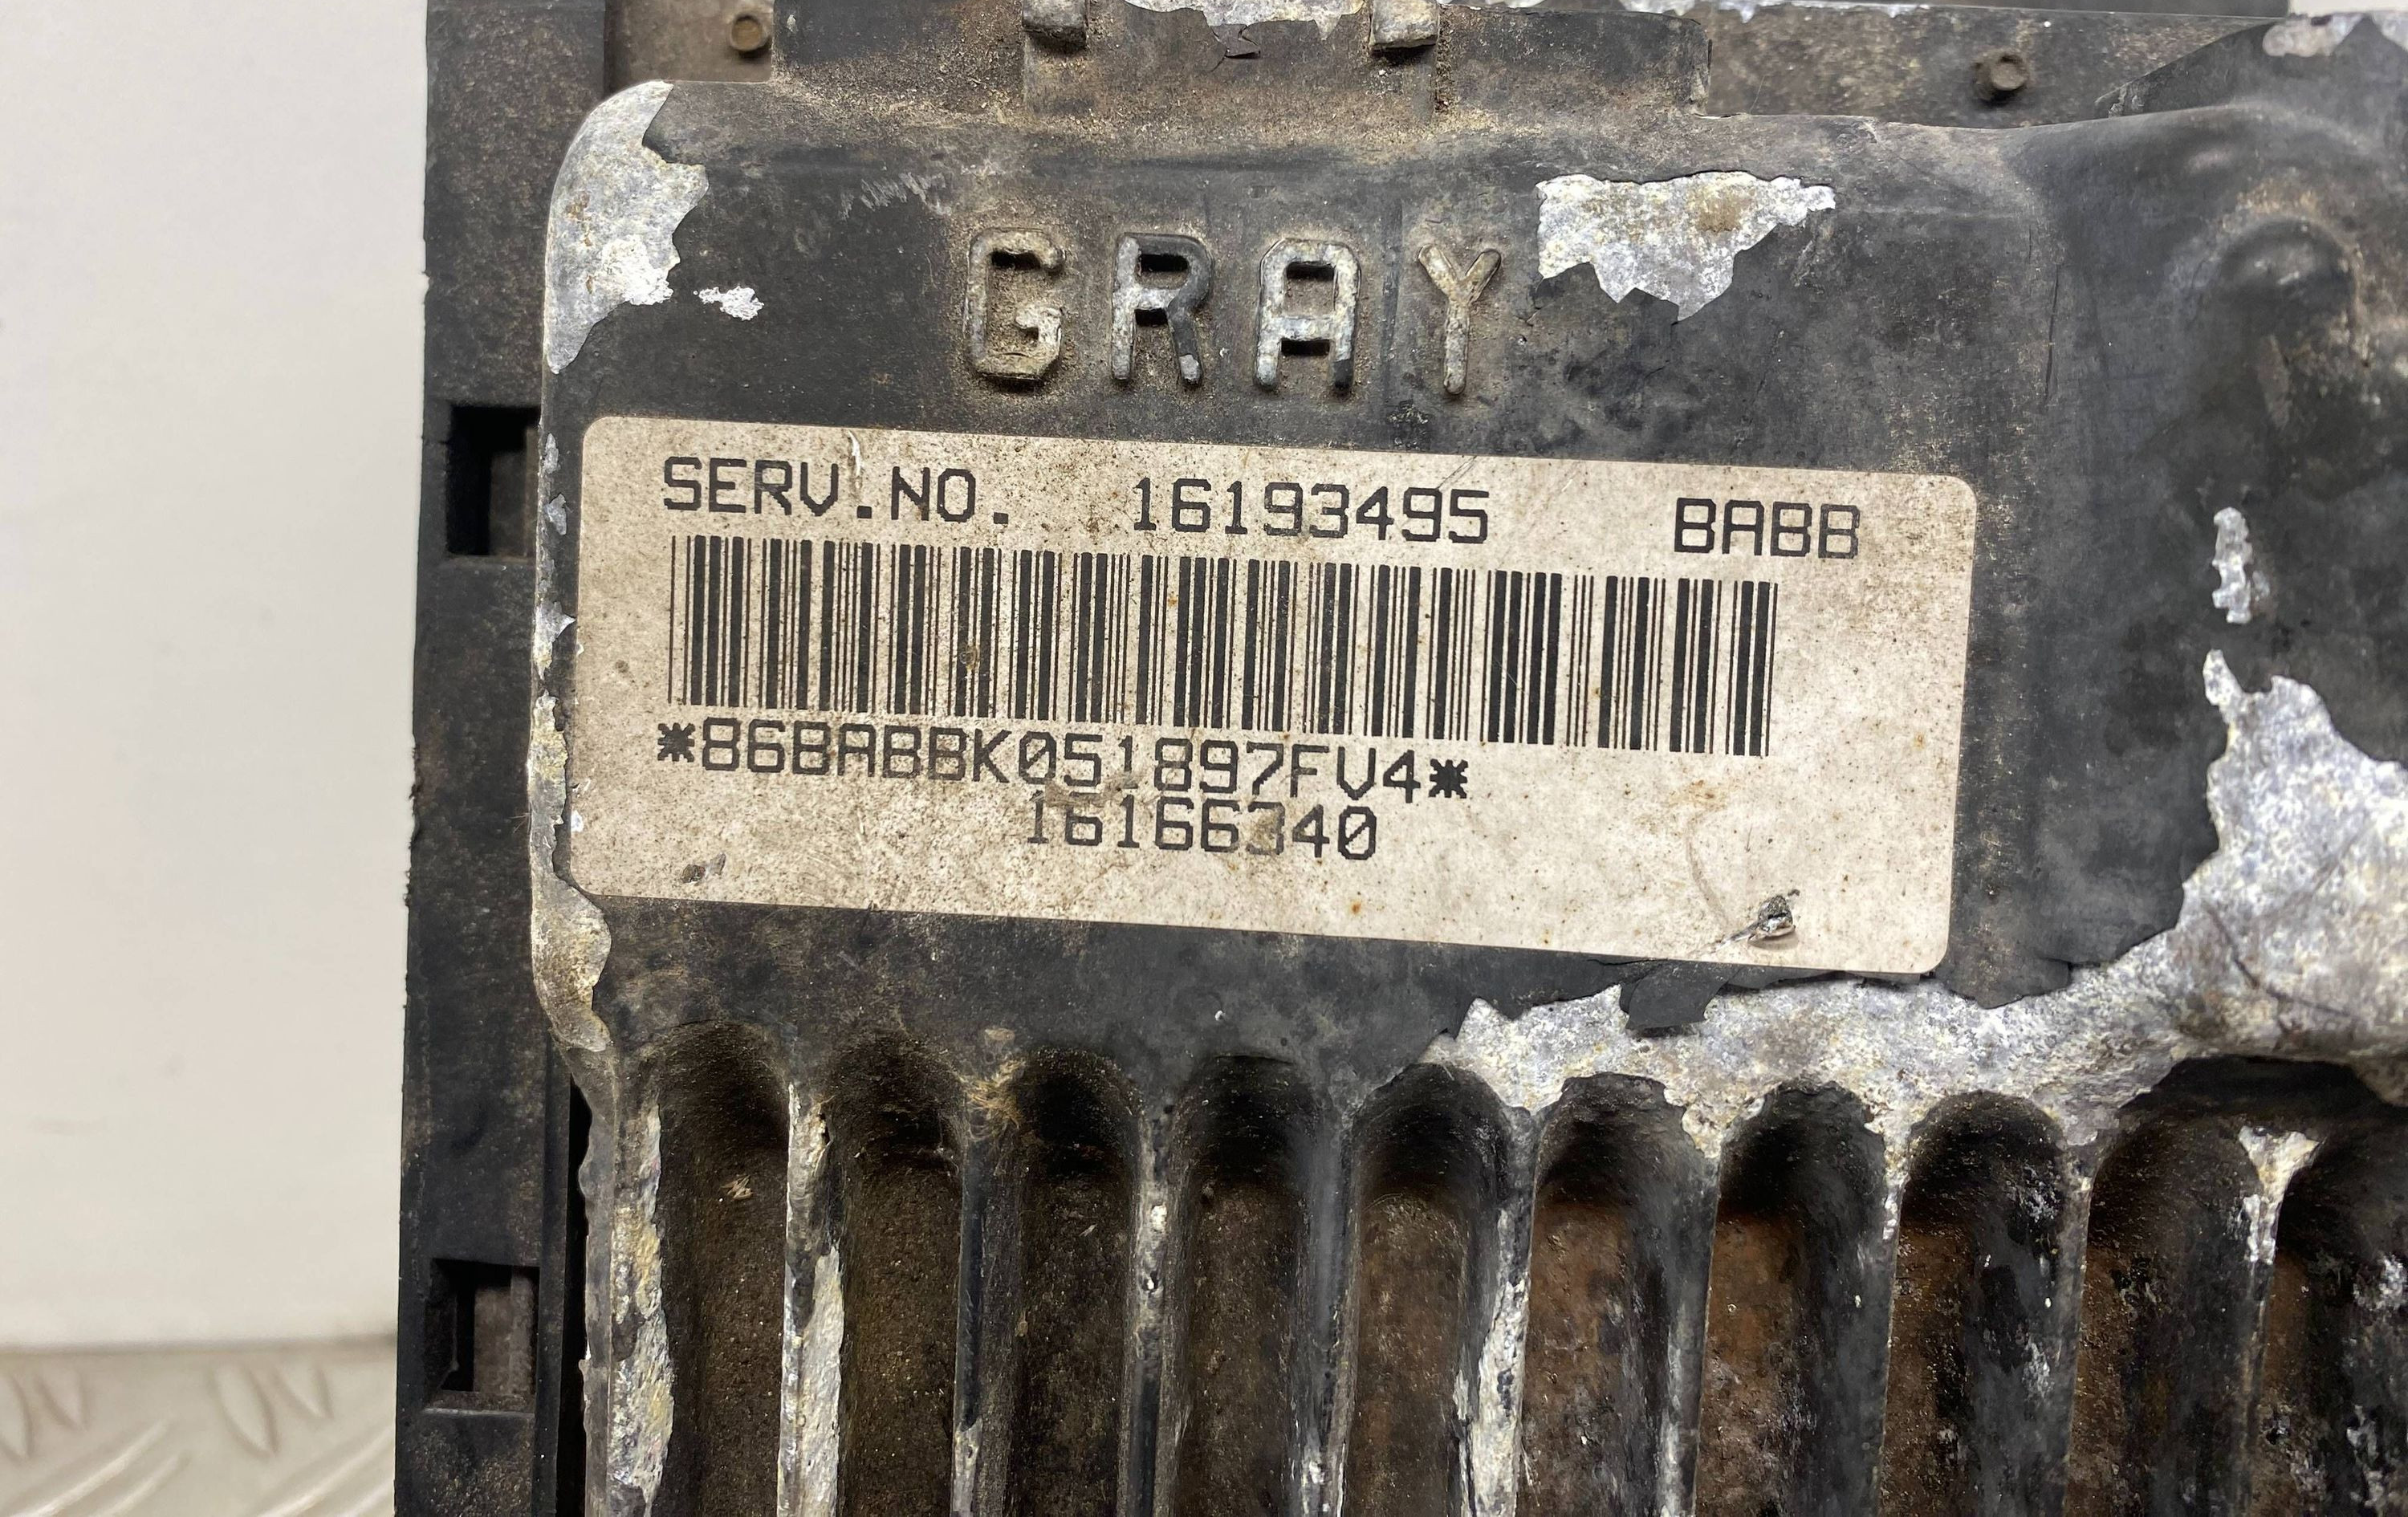 GRAY
SERV.NO. 16193495 BABB
*86BABBK051897FV4*
16166340